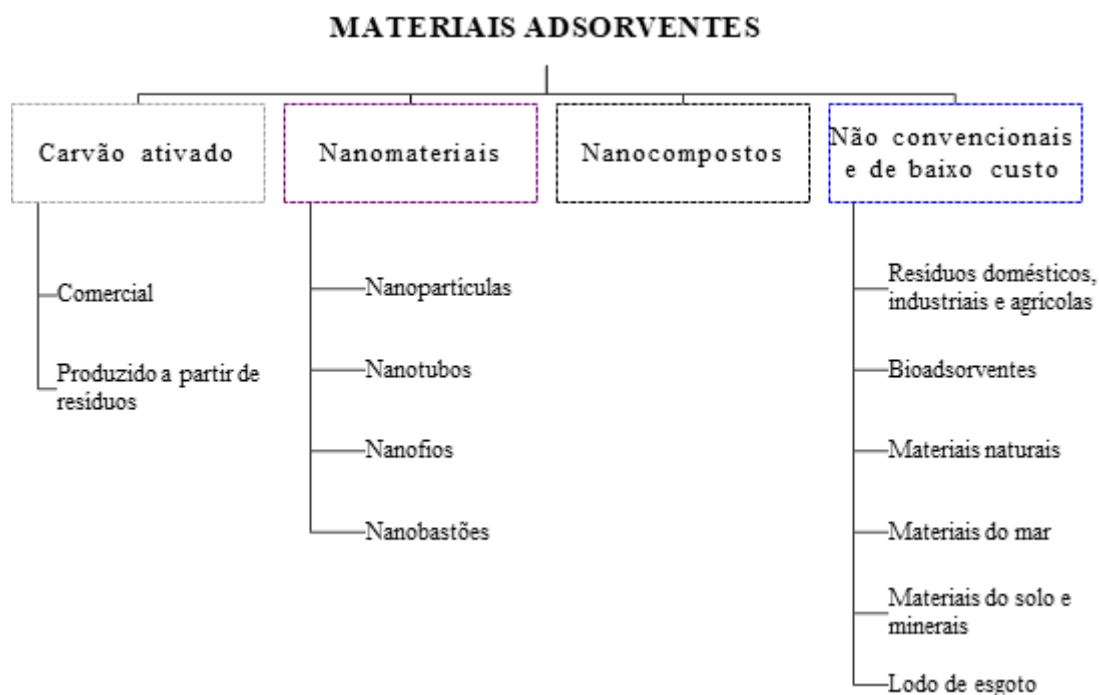 MATERIAIS ADSORVENTES
Carvão ativado
Comercial
Produzido a partir de
resíduos
Nanomateriais
Nanopartículas
Nanotubos
Nanofios
Nanobastões
Nanocompostos
Não convencionais
e de baixo custo
Resíduos domésticos,
industriais e agrícolas
Bioadsorventes
Materiais naturais
Materiais do mar
Materiais do solo e
minerais
Lodo de esgoto